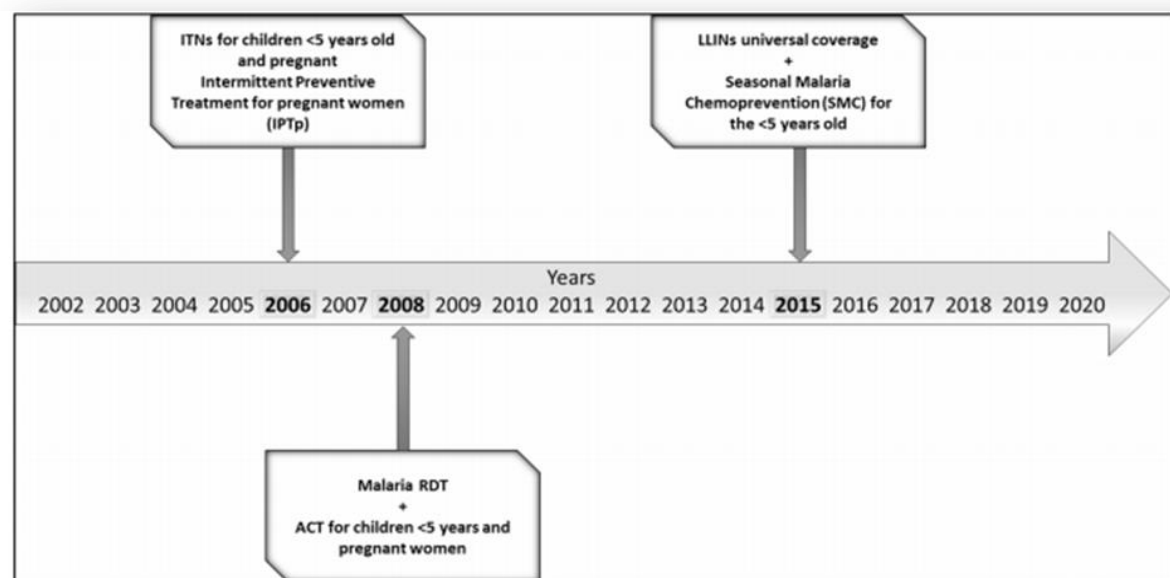 ITNs for children <5 years old
and pregnant
Intermittent Preventive
Treatment for pregnant women
(IPTp)
LLINs universal coverage
+
Seasonal Malaria
Chemoprevention (SMC) for
the <5 years old
Years
2002 2003 2004 2005 2006 2007 2008 2009 2010 2011 2012 2013 2014 2015 2016 2017 2018 2019 2020
Malaria RDT
+
ACT for children <5 years and
pregnant women